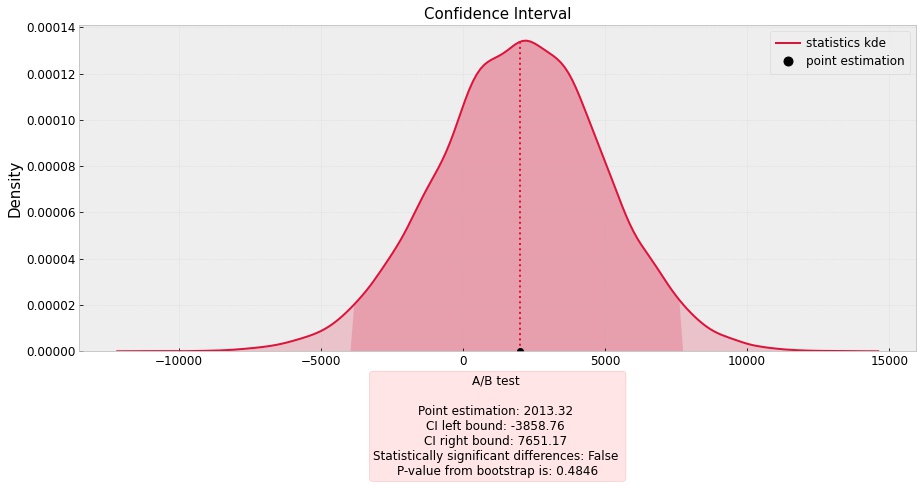 Confidence Interval
statistics kde
point estimation
Density
0.00014
0.00012
0.00010
0.00008
0.00006
0.00004
0.00002
0.00000
−10000 −5000 0 5000 10000 15000
A/B test
Point estimation: 2013.32
CI left bound: -3858.76
CI right bound: 7651.17
Statistically significant differences: False
P-value from bootstrap is: 0.4846